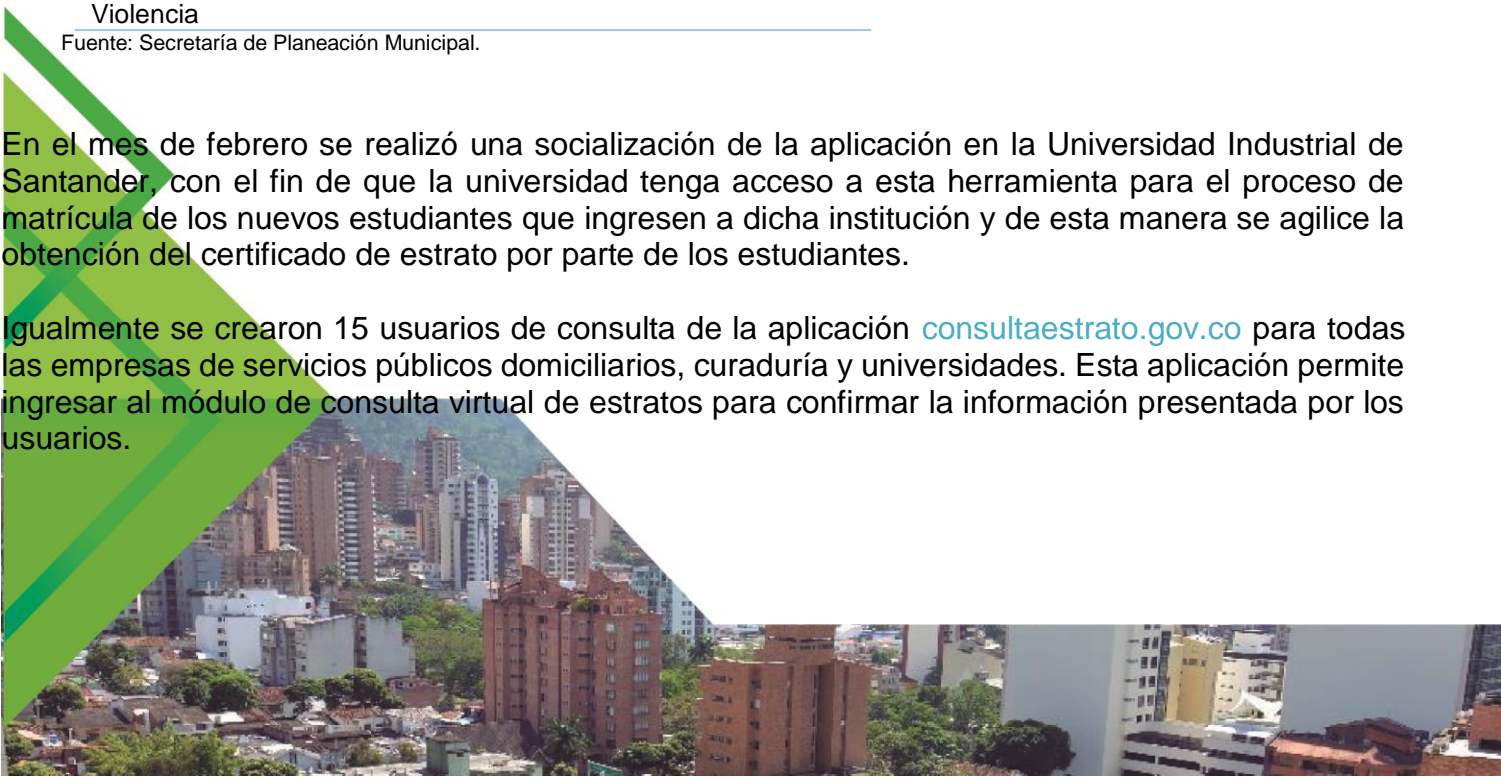 Violencia
Fuente: Secretaría de Planeación Municipal.
En el mes de febrero se realizó una socialización de la aplicación en la Universidad Industrial de
Santander, con el fin de que la universidad tenga acceso a esta herramienta para el proceso de
matrícula de los nuevos estudiantes que ingresen a dicha institución y de esta manera se agilice la
obtención del certificado de estrato por parte de los estudiantes.
Igualmente se crearon 15 usuarios de consulta de la aplicación consultaestrato.gov.co para todas
las empresas de servicios públicos domiciliarios, curaduría y universidades. Esta aplicación permite
ingresar al módulo de consulta virtual de estratos para confirmar la información presentada por los
usuarios.